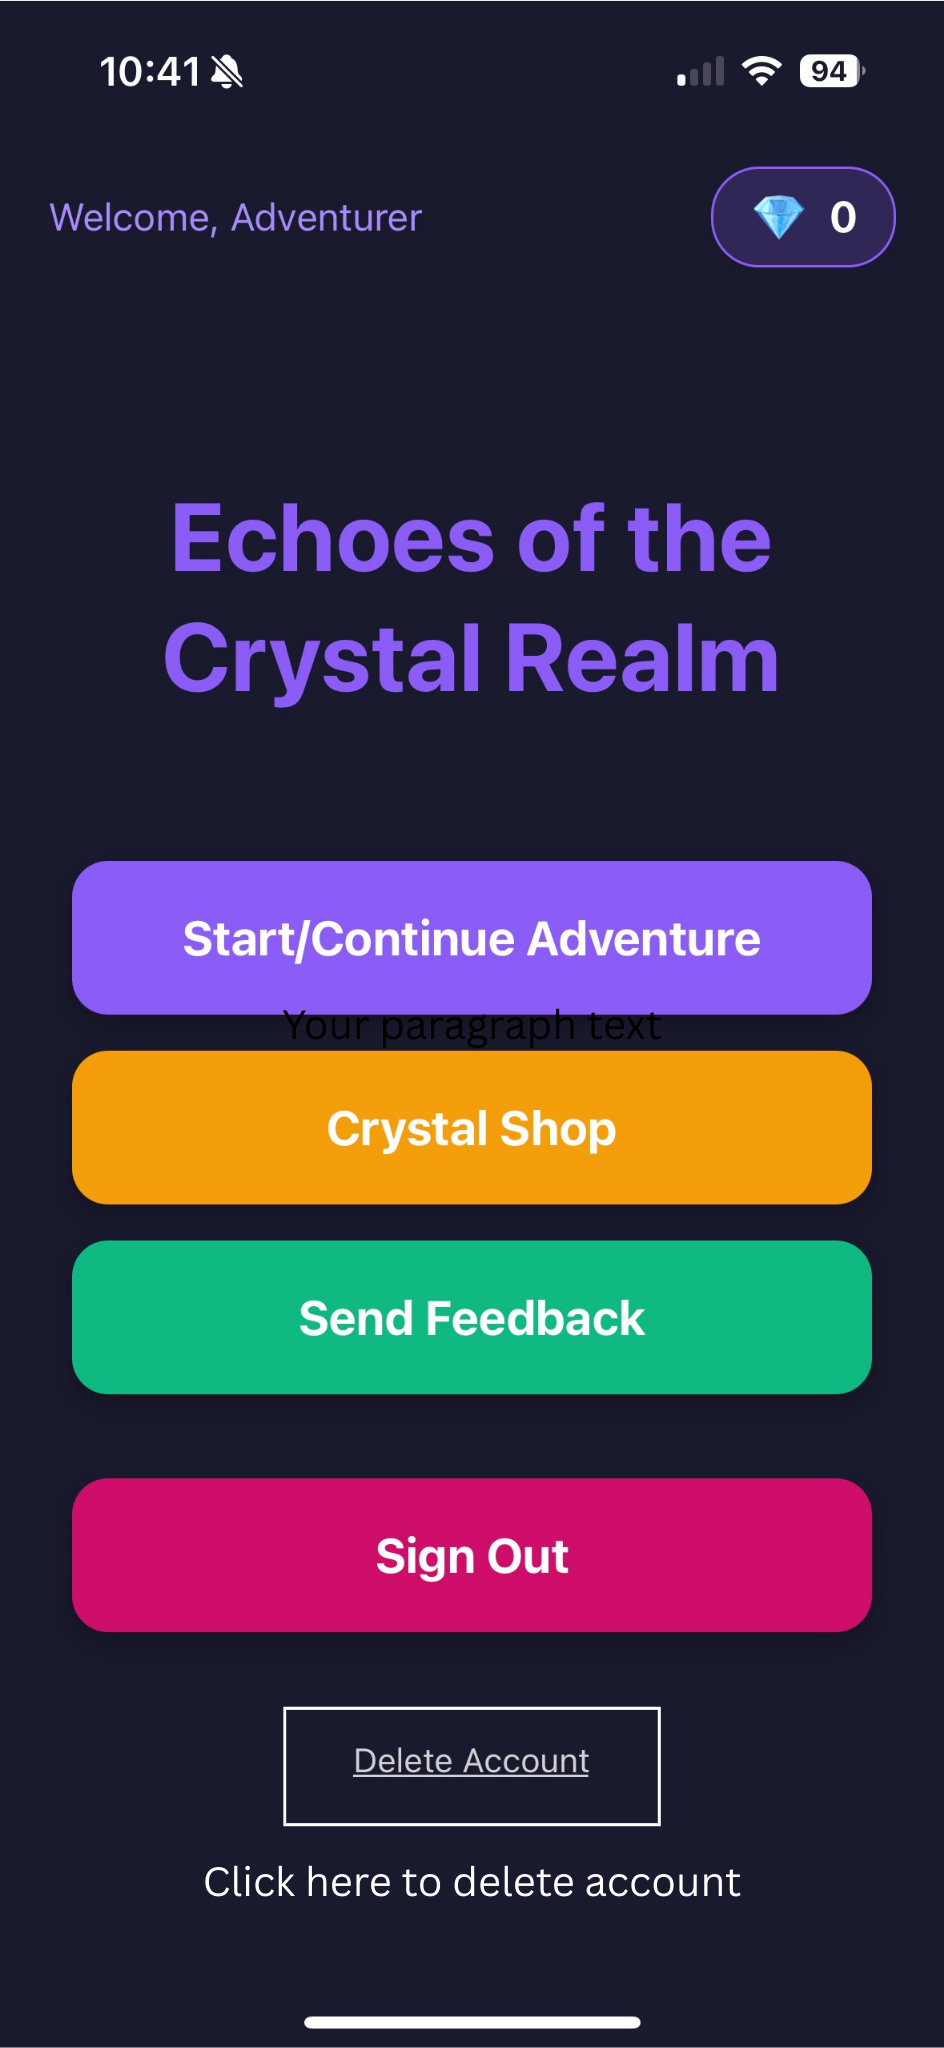 10:41
94
Welcome, Adventurer
0
Echoes of the
Crystal Realm
Start/Continue Adventure
Your paragraph text
Crystal Shop
Send Feedback
Sign Out
Delete Account
Click here to delete account